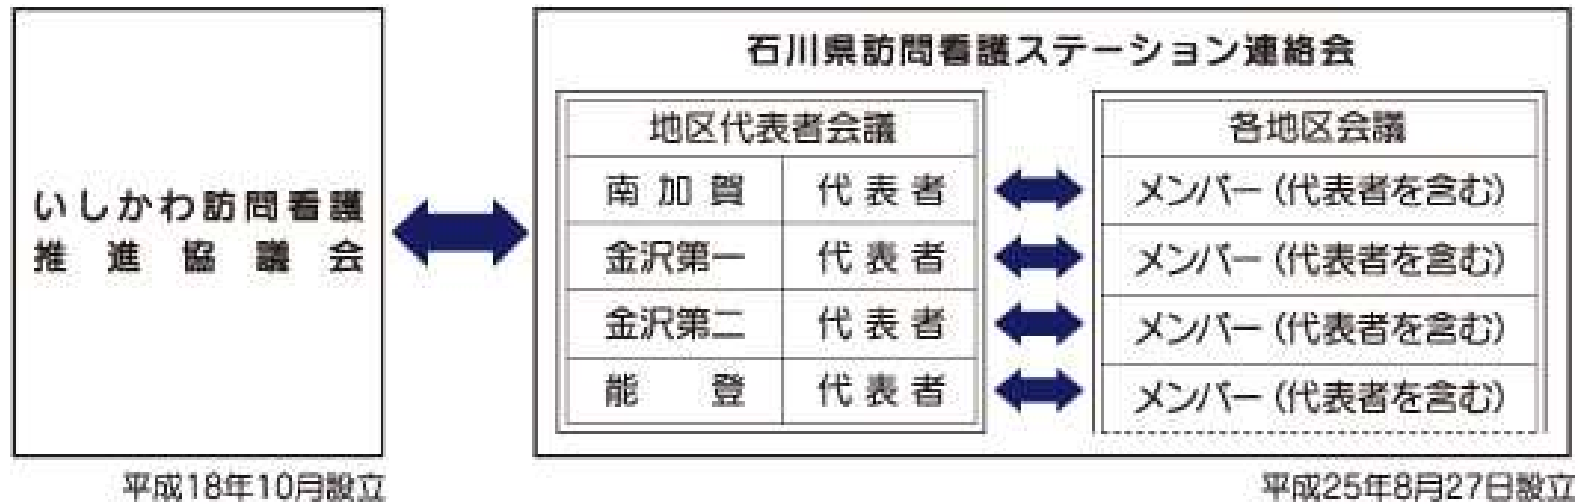 いしかわ訪問看護
推進協議会
平成18年10月設立
石川県訪問看護ステーション連絡会
地区代表者会議
南加賀 代表者
金沢第一 代表者
金沢第二 代表者
能登 代表者
各地区会議
メンバー(代表者を含む)
メンバー(代表者を含む)
メンバー(代表者を含む)
メンバー(代表者を含む)
平成25年8月27日設立